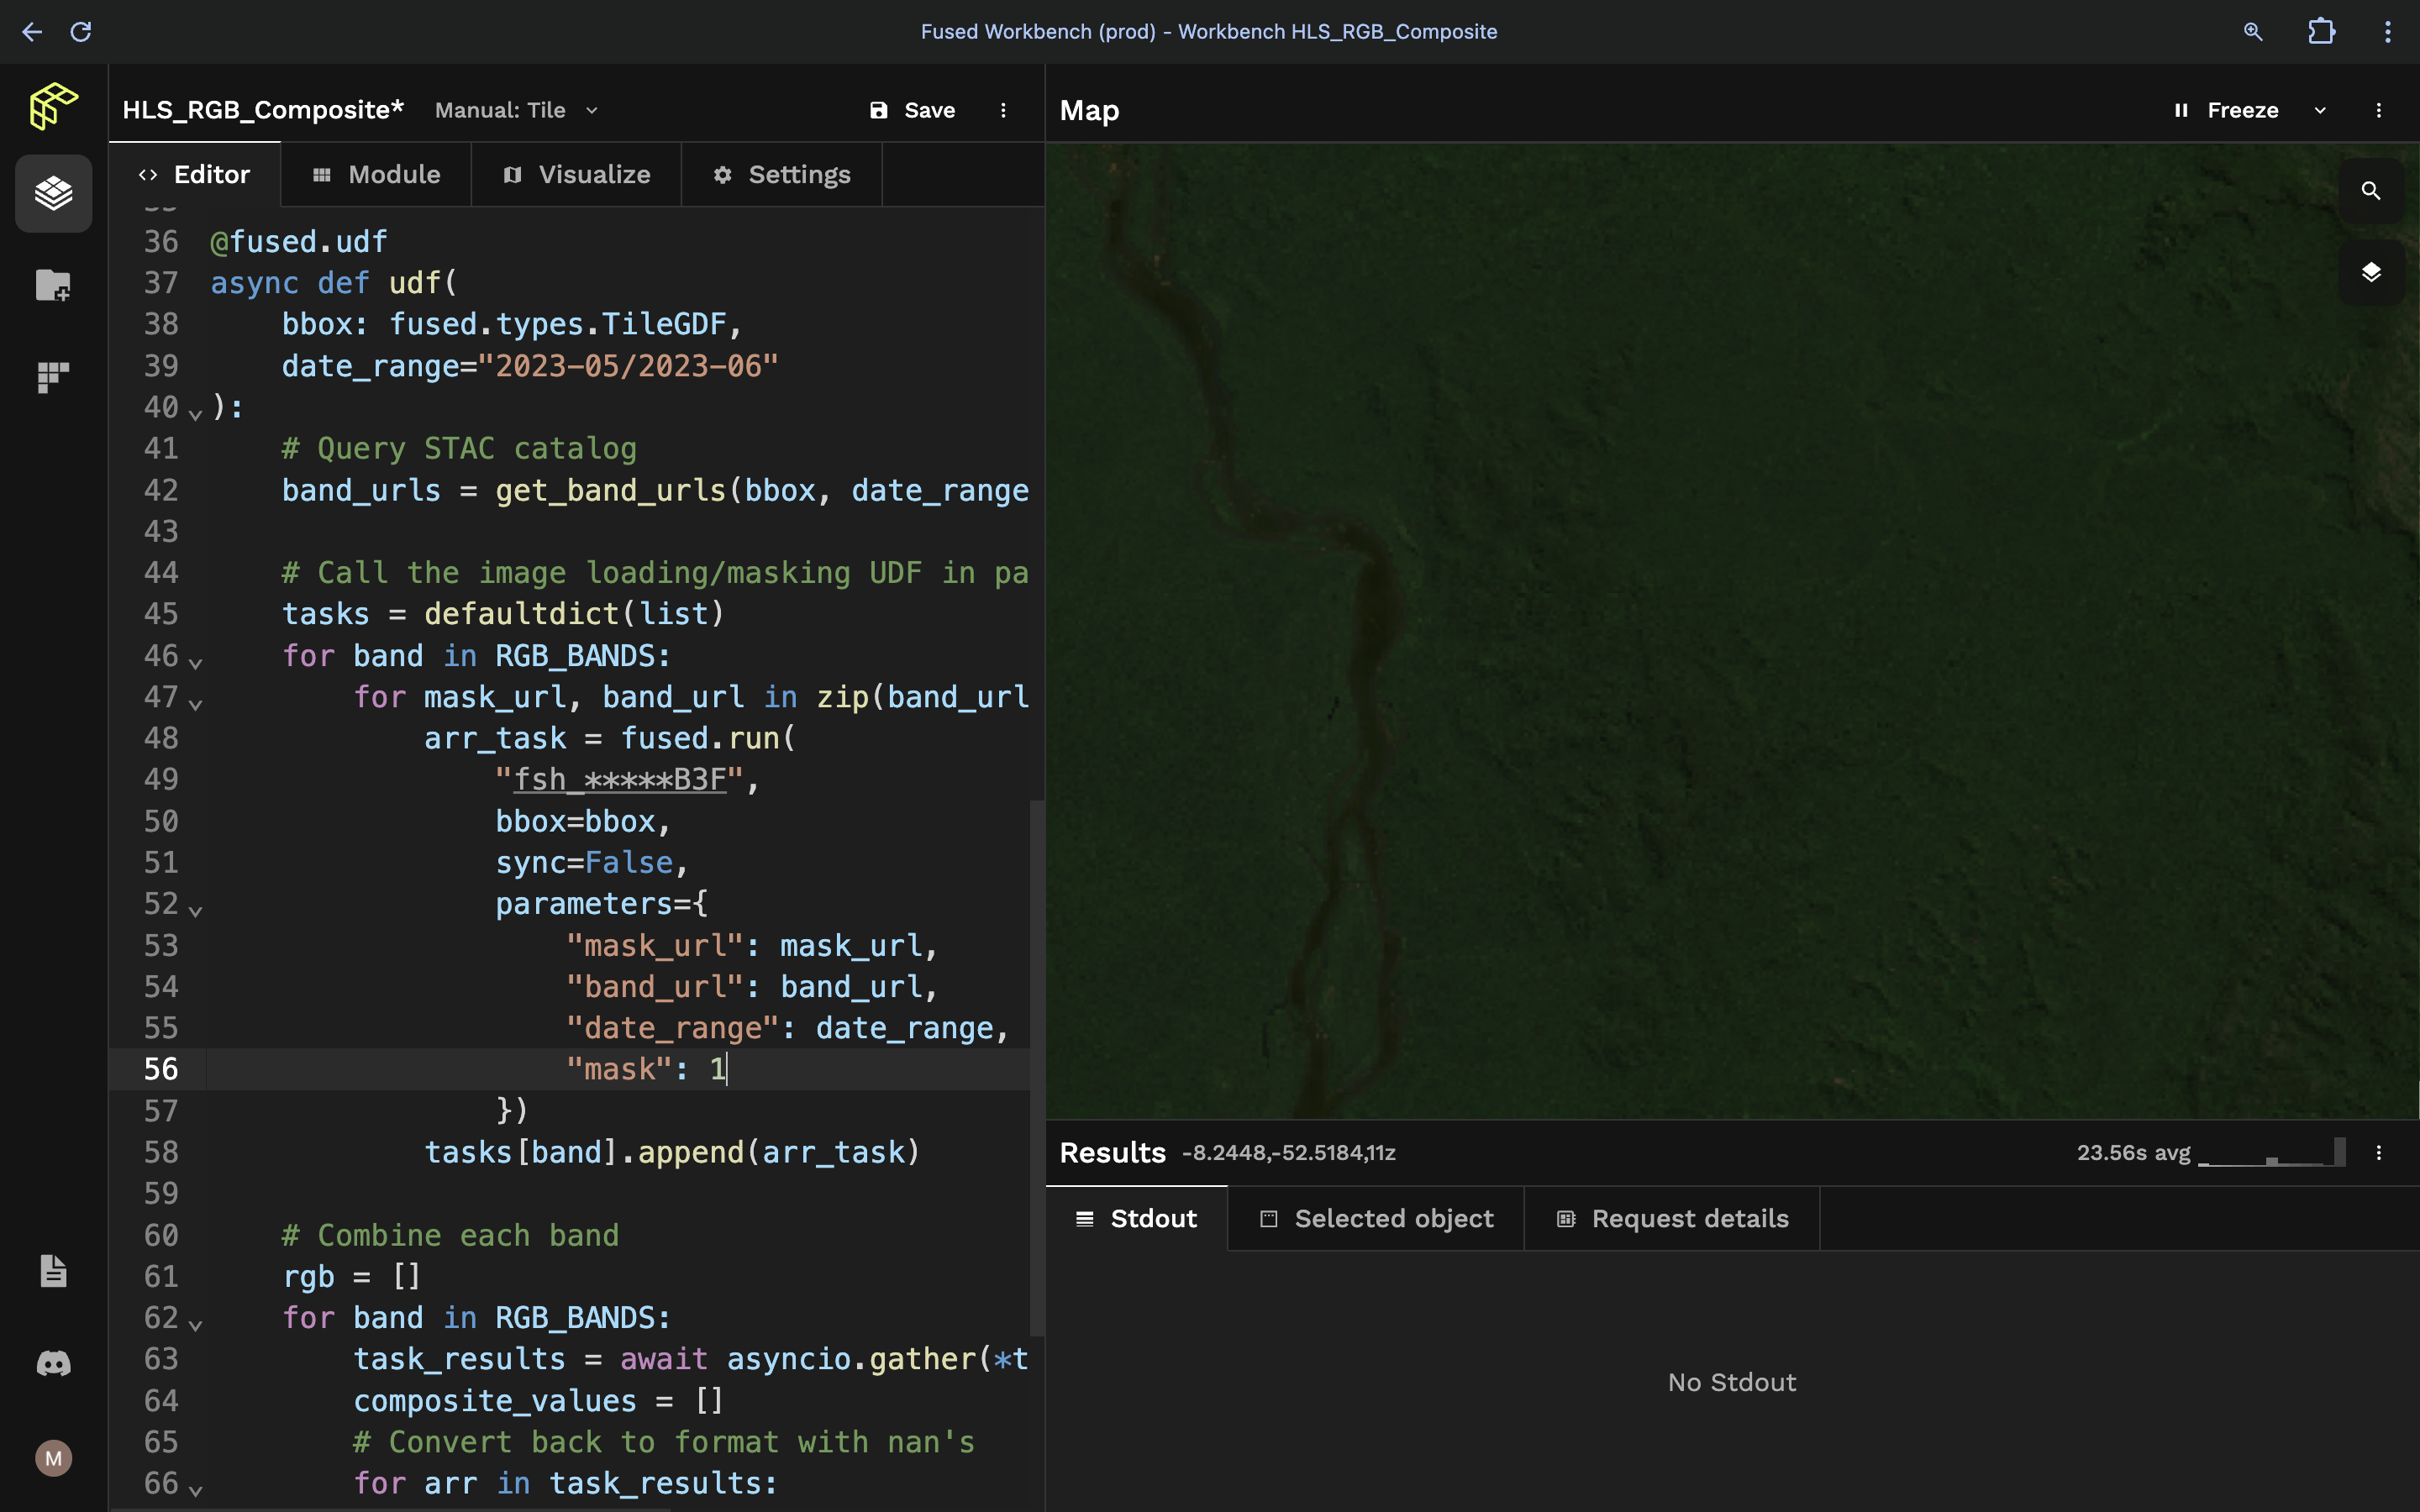 Fused Workbench (prod) - Workbench HLS_RGB_Composite
HLS_RGB_Composite* Manual: Tile Save
Editor Module Visualize Settings
36 @fused.udf
37 async def udf(
38 bbox: fused.types.TileGDF,
39 date_range="2023-05/2023-06"
40 ):
41 # Query STAC catalog
42 band_urls = get_band_urls(bbox, date_range
43
44 # Call the image loading/masking UDF in pa
45 tasks = defaultdict(list)
46 for band in RGB_BANDS:
47 for mask_url, band_url in zip(band_url
48 arr_task = fused.run(
49 "fsh_*****B3F",
50 bbox=bbox,
51 sync=False,
52 parameters={
53 "mask_url": mask_url,
54 "band_url": band_url,
55 "date_range": date_range,
56 "mask": 1
57 })
58 tasks[band].append(arr_task)
59
60 # Combine each band
61 rgb = []
62 for band in RGB_BANDS:
63 task_results = await asyncio.gather(*t
64 composite_values = []
65 # Convert back to format with nan's
66 for arr in task_results:
M
Map Freeze
Results -8.2448,-52.5184,11z 23.56s avg
Stdout Selected object Request details
No Stdout